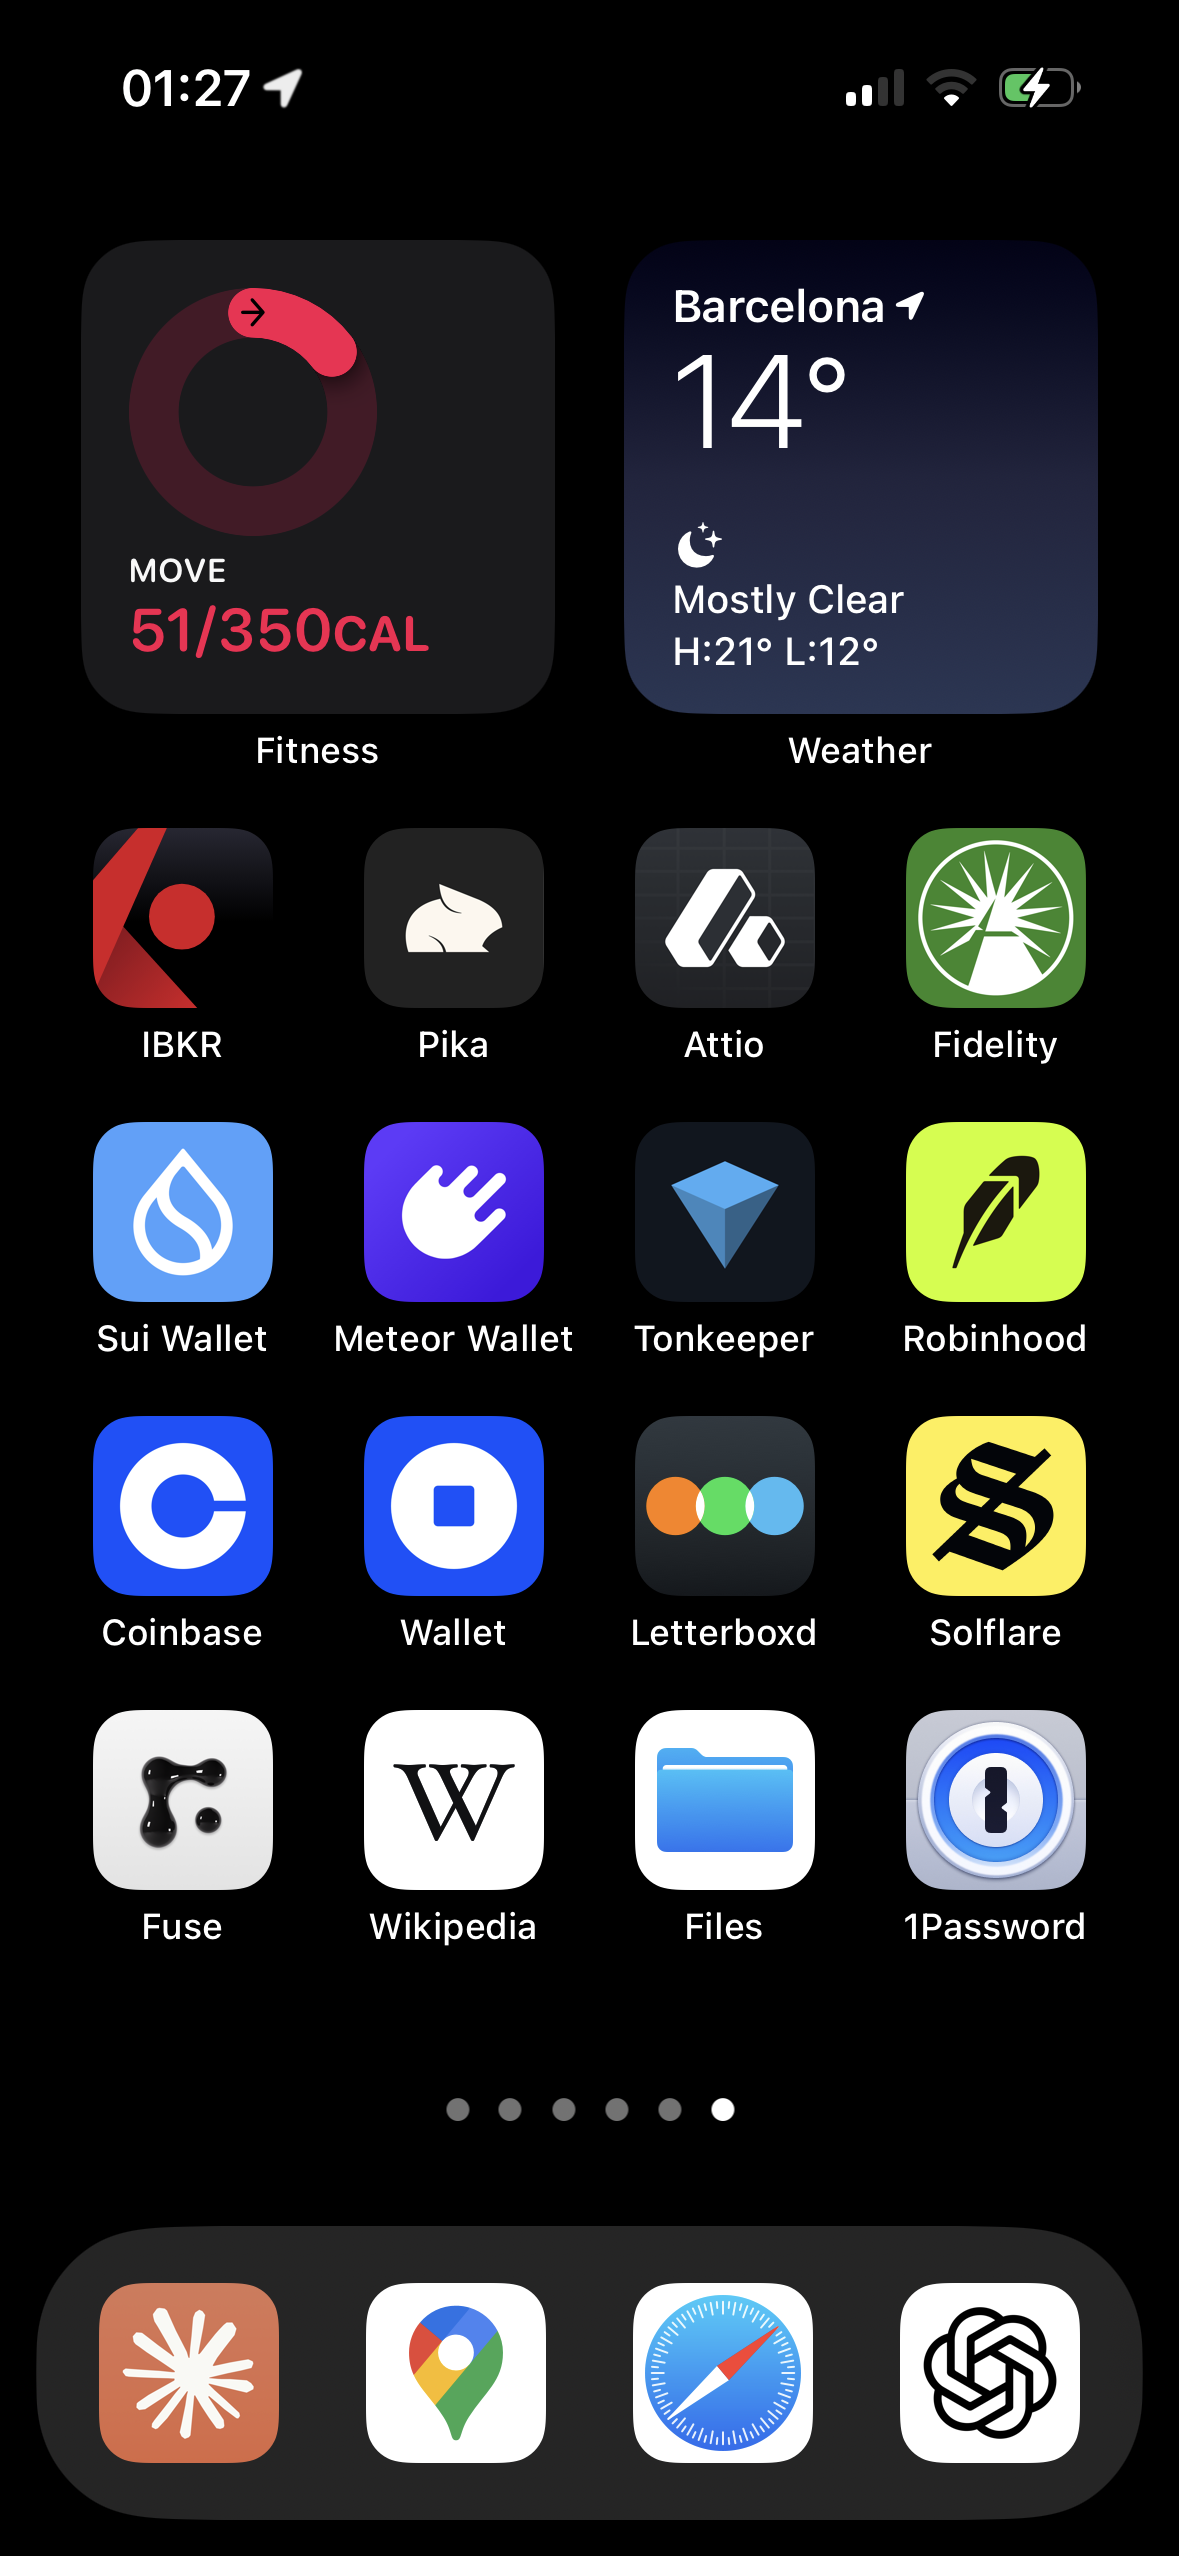 01:27
Barcelona
14°
MOVE
51/350CAL
Mostly Clear
H:21° L:12°
Fitness
Weather
IBKR
Pika
Attio
Fidelity
Sui Wallet
Meteor Wallet
Tonkeeper
Robinhood
Coinbase
Wallet
Letterboxd
Solflare
W
Fuse
Wikipedia
Files
1Password